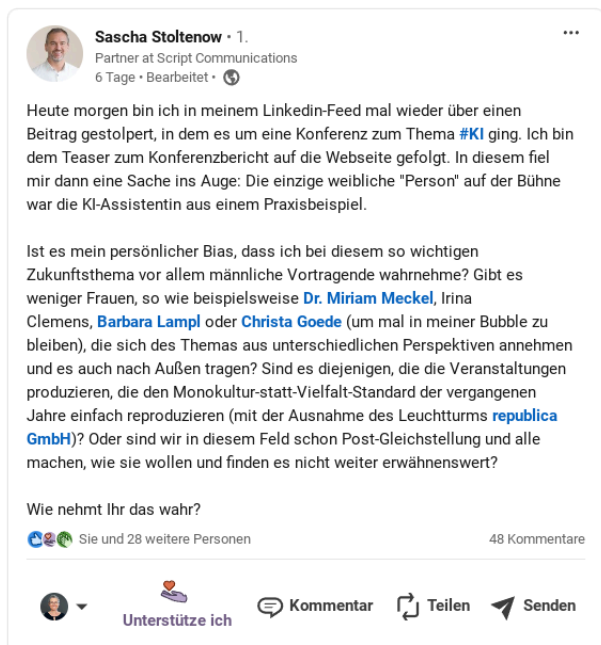 Sascha Stoltenow • 1.
Partner at Script Communications
6 Tage • Bearbeitet •
Heute morgen bin ich in meinem Linkedin-Feed mal wieder über einen
Beitrag gestolpert, in dem es um eine Konferenz zum Thema #KI ging. Ich bin
dem Teaser zum Konferenzbericht auf die Webseite gefolgt. In diesem fiel
mir dann eine Sache ins Auge: Die einzige weibliche "Person" auf der Bühne
war die KI-Assistentin aus einem Praxisbeispiel.
Ist es mein persönlicher Bias, dass ich bei diesem so wichtigen
Zukunftsthema vor allem männliche Vortragende wahrnehme? Gibt es
weniger Frauen, so wie beispielsweise Dr. Miriam Meckel, Irina
Clemens, Barbara Lampl oder Christa Goede (um mal in meiner Bubble zu
bleiben), die sich des Themas aus unterschiedlichen Perspektiven annehmen
und es auch nach Außen tragen? Sind es diejenigen, die die Veranstaltungen
produzieren, die den Monokultur-statt-Vielfalt-Standard der vergangenen
Jahre einfach reproduzieren (mit der Ausnahme des Leuchtturms republica
GmbH)? Oder sind wir in diesem Feld schon Post-Gleichstellung und alle
machen, wie sie wollen und finden es nicht weiter erwähnenswert?
Wie nehmt Ihr das wahr?
Sie und 28 weitere Personen 48 Kommentare
Unterstütze ich Kommentar Teilen Senden